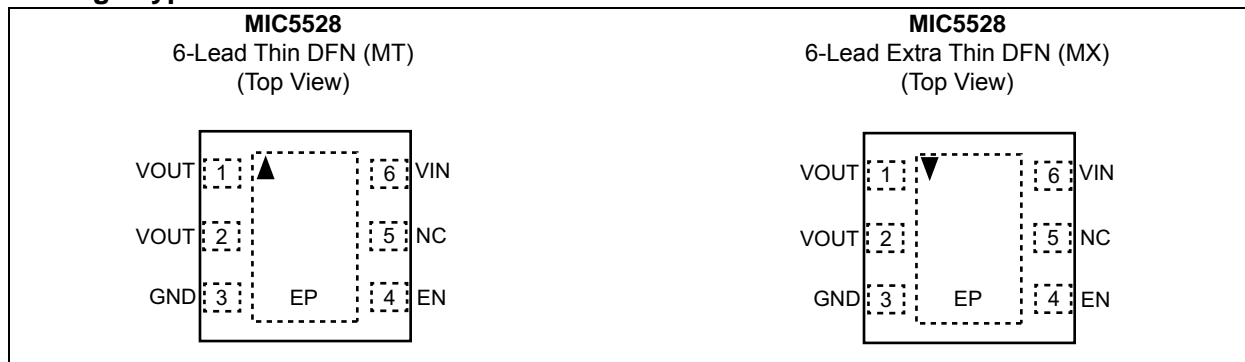 MIC5528
6-Lead Thin DFN (MT)
(Top View)
VOUT 1 6 VIN
VOUT 2 5 NC
GND 3 EP 4 EN
MIC5528
6-Lead Extra Thin DFN (MX)
(Top View)
VOUT 1 6 VIN
VOUT 2 5 NC
GND 3 EP 4 EN